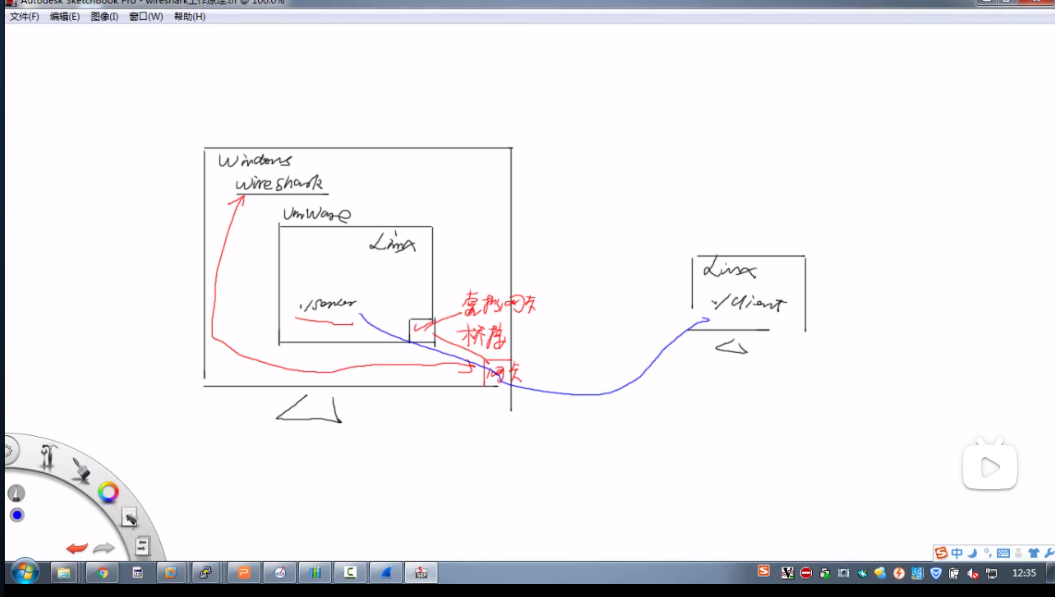 Autodesk SketchBook Pro - wireshark工作原理.tif @ 100.0%
文件(F) 编辑(E) 图像(I) 窗口(W) 帮助(H)
Windows
wireshark
VmWare
Linux
./server
虚拟网卡
桥接
网卡
Linux
./client
中
12:35